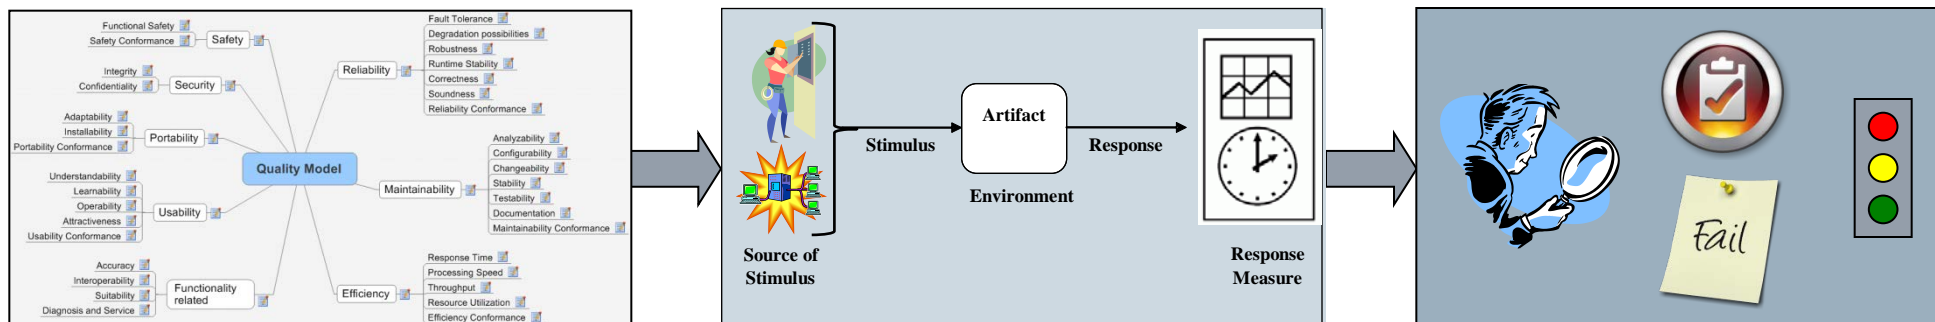 Functional Safety
Safety Conformance
Safety
Integrity
Confidentiality
Security
Adaptability
Installability
Portability Conformance
Portability
Understandability
Learnability
Operability
Attractiveness
Usability Conformance
Usability
Accuracy
Interoperability
Suitability
Diagnosis and Service
Functionality
related
Quality Model
Reliability
Fault Tolerance
Degradation possibilities
Robustness
Runtime Stability
Correctness
Soundness
Reliability Conformance
Maintainability
Analyzability
Configurability
Changeability
Stability
Testability
Documentation
Maintainability Conformance
Efficiency
Response Time
Processing Speed
Throughput
Resource Utilization
Efficiency Conformance
Source of
Stimulus
Stimulus
Artifact
Environment
Response
Response
Measure
Fail